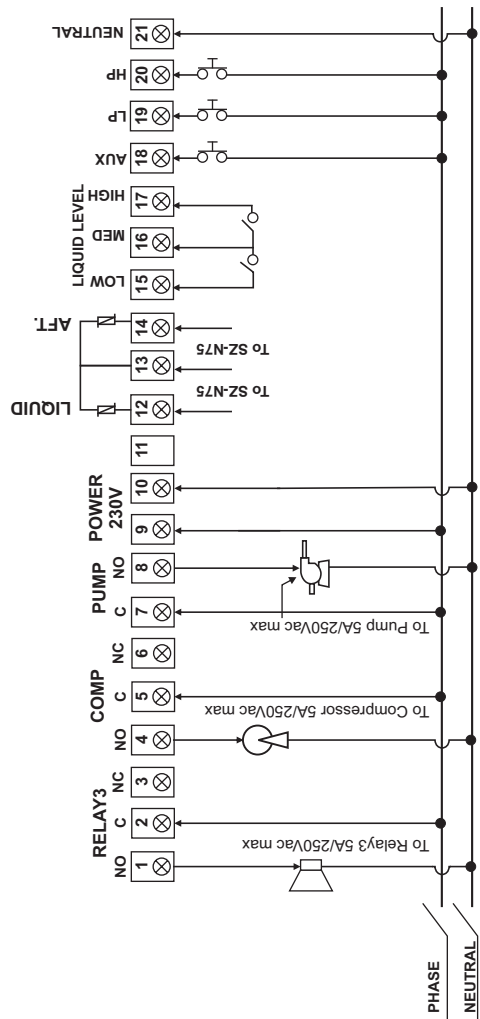 RELAY3 COMP PUMP POWER
230V
LIQUID AFT. LIQUID LEVEL
NO C NC NO C NC C NO
LOW MED HIGH AUX LP HP NEUTRAL
1 2 3 4 5 6 7 8 9 10 11 12 13 14 15 16 17 18 19 20 21
To SZ-N75
To SZ-N75
To Relay3 5A/250Vac max
To Compressor 5A/250Vac max
To Pump 5A/250Vac max
PHASE
NEUTRAL